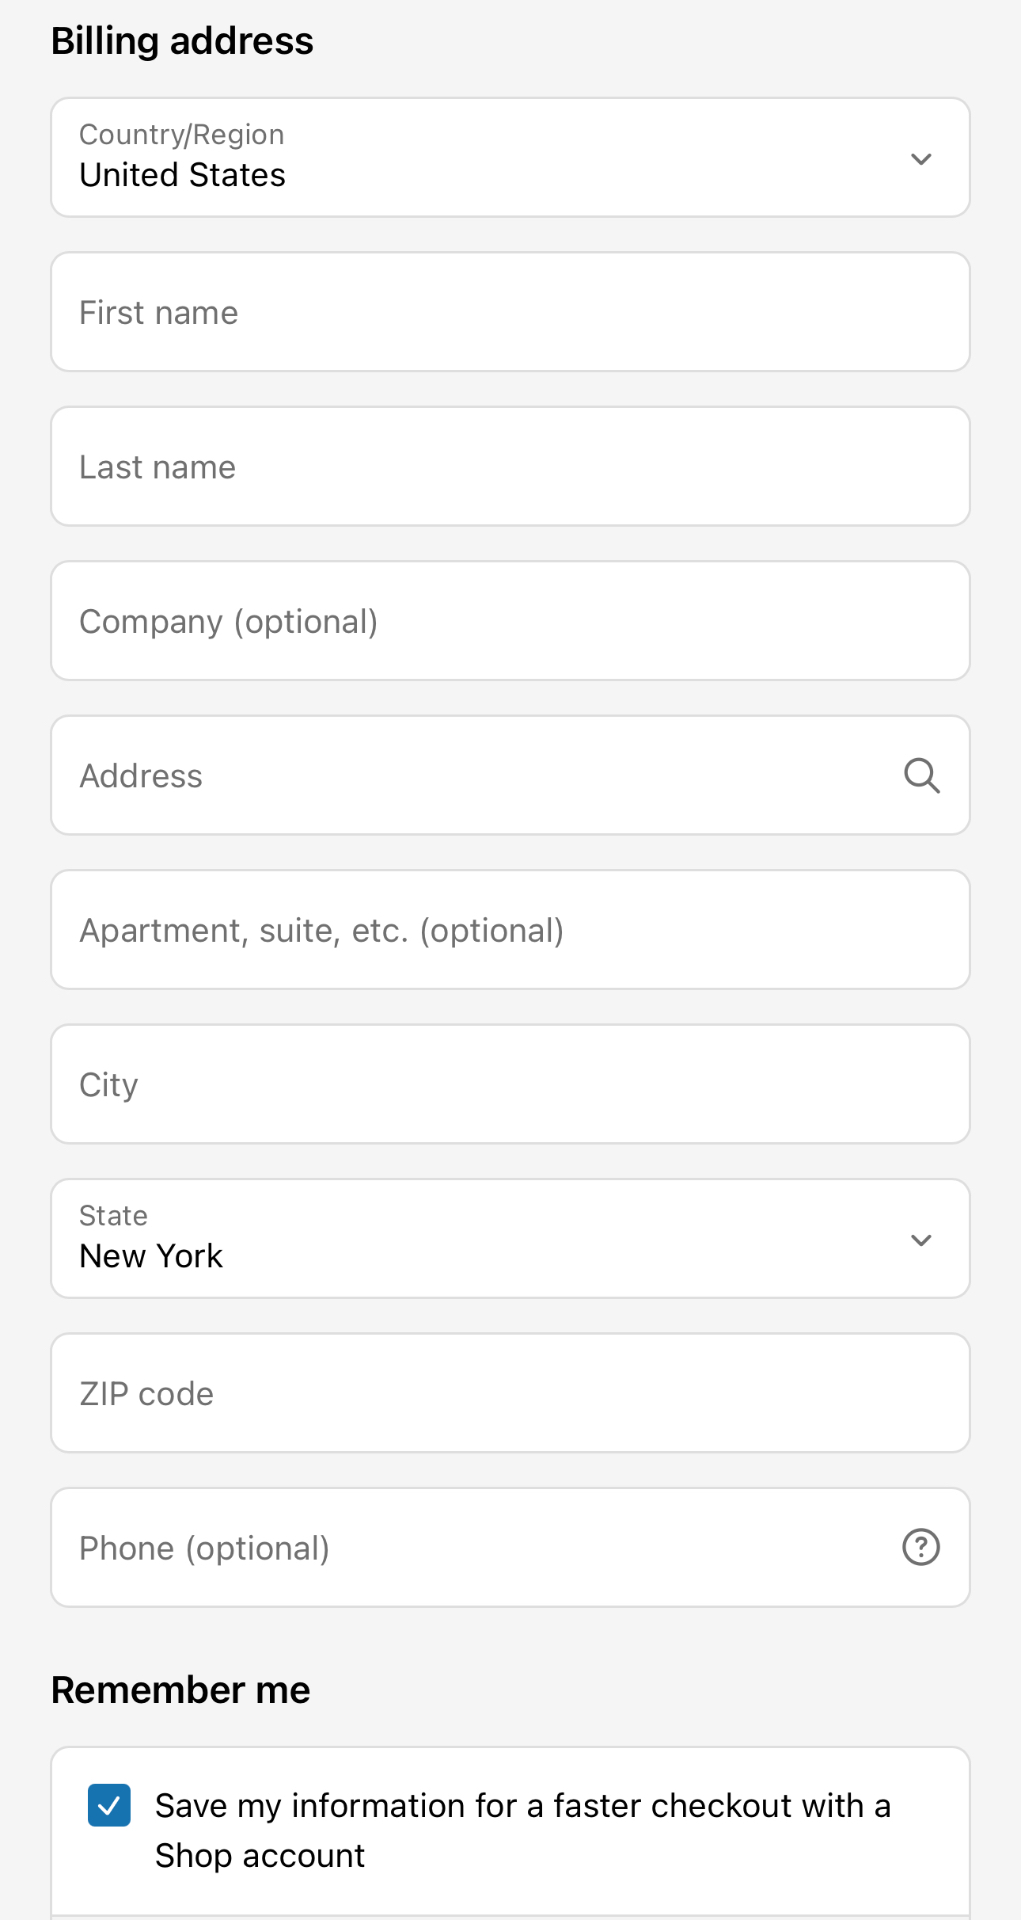 Billing address
Country/Region
United States
First name
Last name
Company (optional)
Address
Apartment, suite, etc. (optional)
City
State
New York
ZIP code
Phone (optional)
?
Remember me
Save my information for a faster checkout with a
Shop account